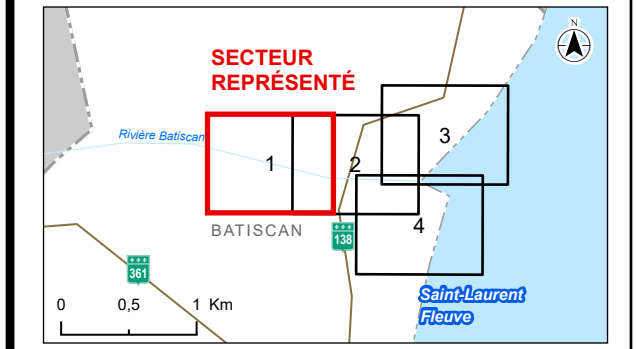 N
SECTEUR
REPRÉSENTÉ
Rivière Batiscan
1
2
3
4
BATISCAN
138
361
0 0,5 1 Km
Saint-Laurent
Fleuve